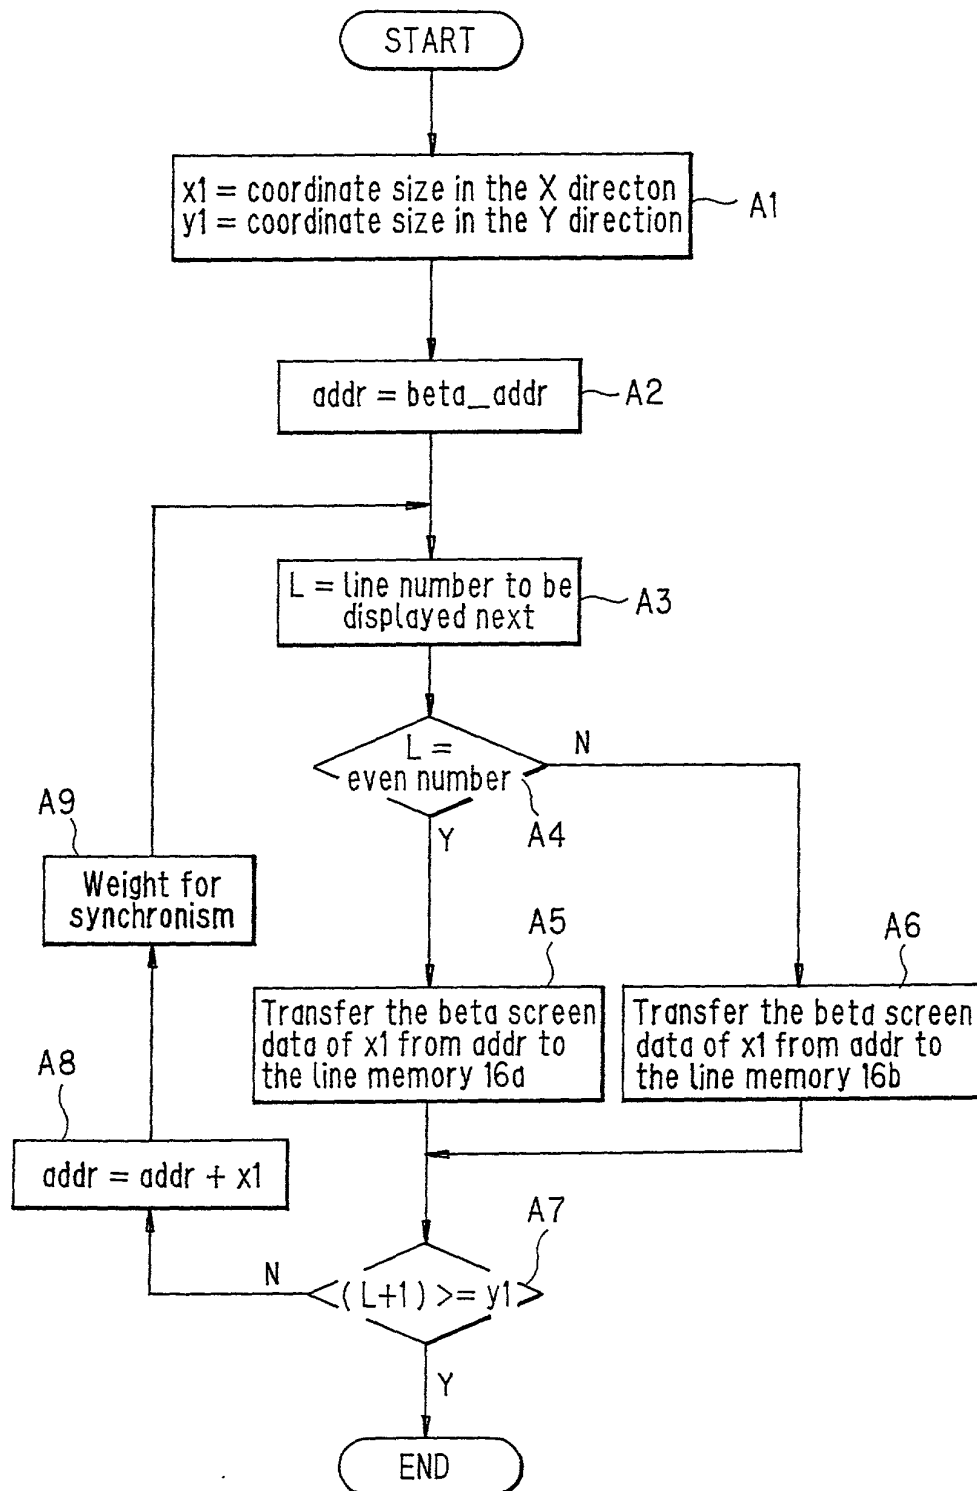 START
x1 = coordinate size in the X directon
y1 = coordinate size in the Y direction
A1
addr = beta_addr
A2
L = line number to be
displayed next
A3
L =
even number
N
A4
Y
A9
Weight for
synchronism
A5
A6
Transfer the beta screen
data of x1 from addr to
the line memory 16a
Transfer the beta screen
data of x1 from addr to
the line memory 16b
A8
addr = addr + x1
A7
N
(L+1) >= y1
Y
END